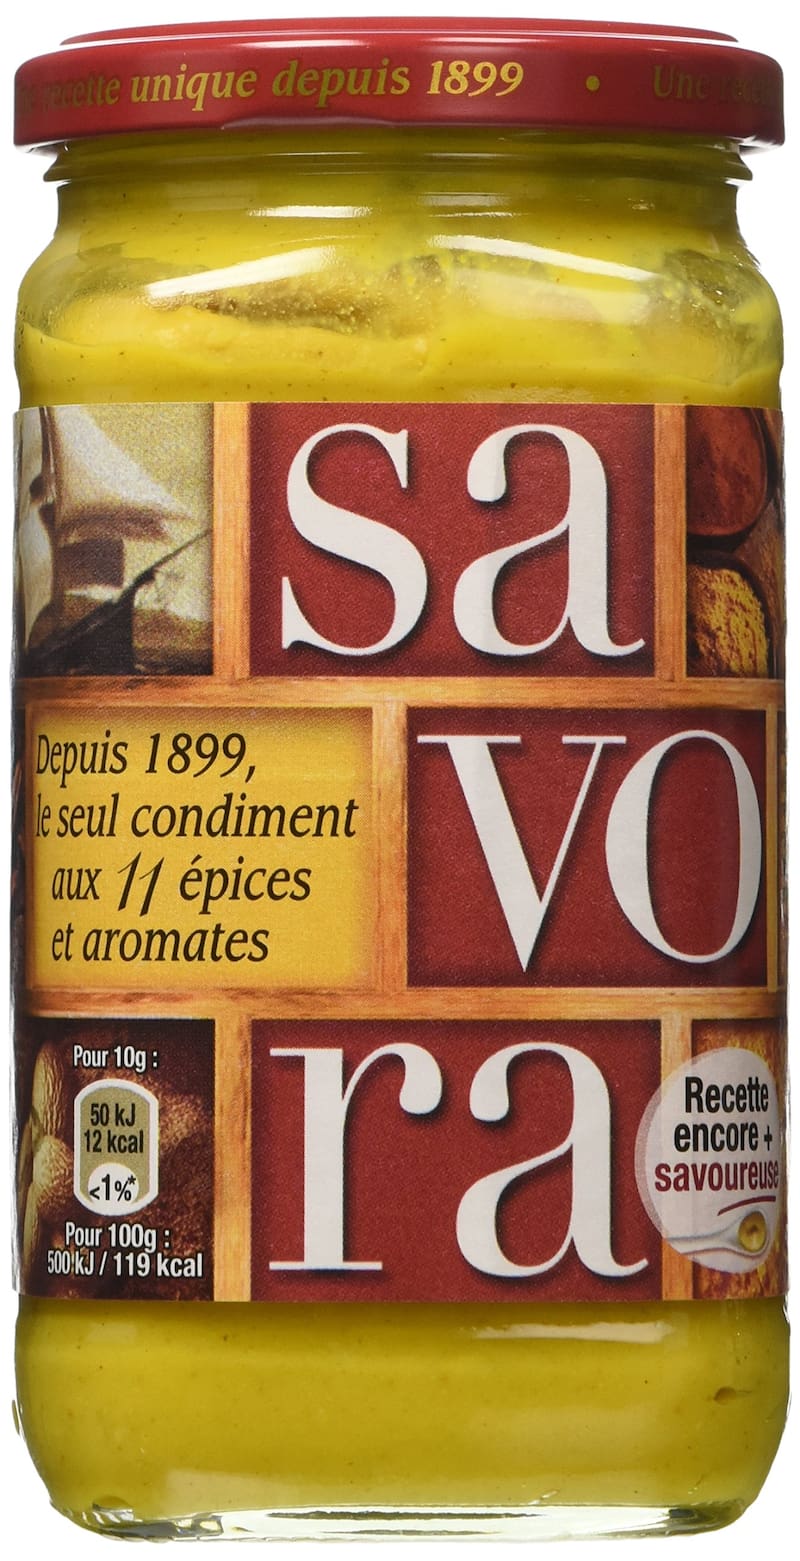 recette unique depuis 1899 • Une
sa
Depuis 1899,
le seul condiment
aux 11 épices
et aromates
vo
Pour 10g :
50 kJ
12 kcal
<1%*
Pour 100g :
500 kJ / 119 kcal
ra
Recette
encore +
savoureuse